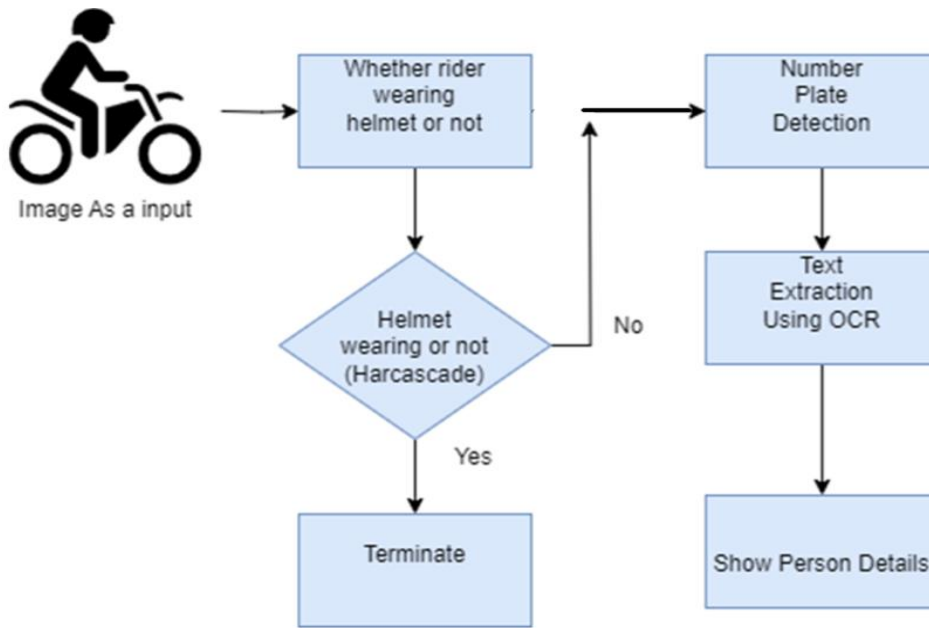 Image As a input
Whether rider
wearing
helmet or not
Helmet
wearing or not
(Harcascade)
No
Yes
Terminate
Number
Plate
Detection
Text
Extraction
Using OCR
Show Person Details